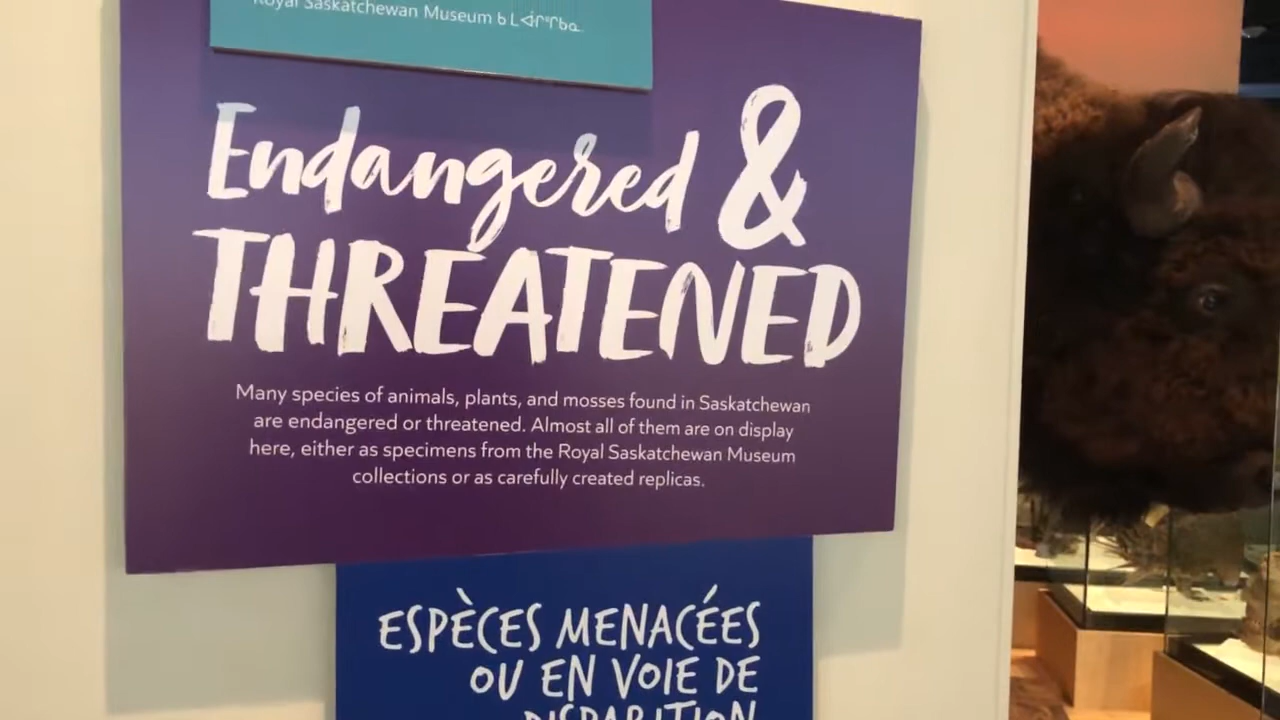 Royal Saskatchewan Museum
Endangered &
THREATENED
Many species of animals, plants, and mosses found in Saskatchewan
are endangered or threatened. Almost all of them are on display
here, either as specimens from the Royal Saskatchewan Museum
collections or as carefully created replicas.
ESPÈCES MENACÉES
OU EN VOIE DE
DISPARITION